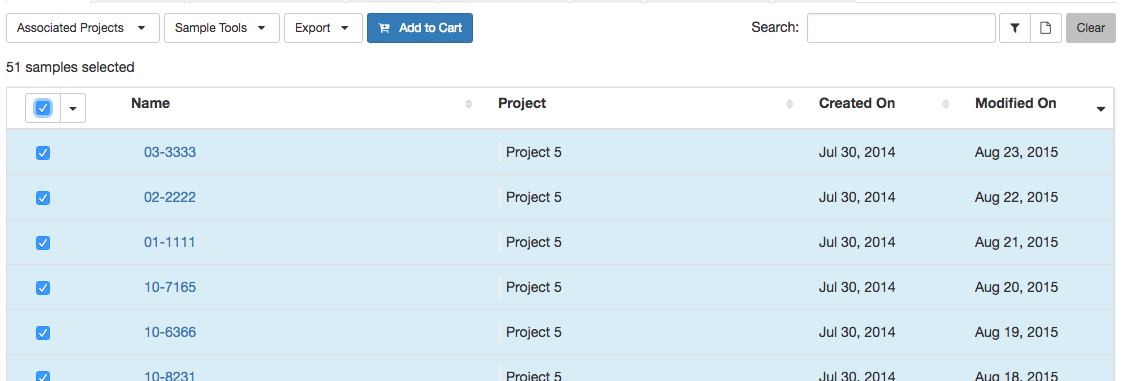 Associated Projects Sample Tools Export Add to Cart Search: Clear
51 samples selected
Name Project Created On Modified On
03-3333 Project 5 Jul 30, 2014 Aug 23, 2015
02-2222 Project 5 Jul 30, 2014 Aug 22, 2015
01-1111 Project 5 Jul 30, 2014 Aug 21, 2015
10-7165 Project 5 Jul 30, 2014 Aug 20, 2015
10-6366 Project 5 Jul 30, 2014 Aug 19, 2015
10-8231 Project 5 Jul 30, 2014 Aug 18, 2015